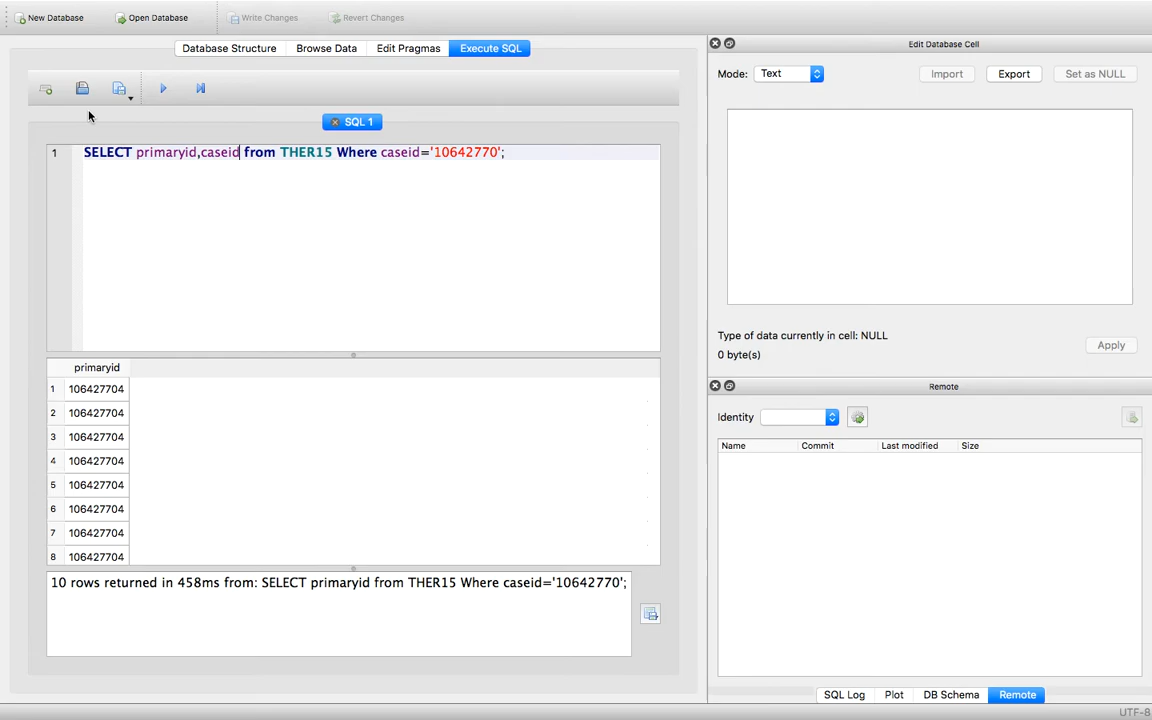 New Database Open Database Write Changes Revert Changes
Database Structure Browse Data Edit Pragmas Execute SQL
SQL 1
1 SELECT primaryid,caseid from THER15 Where caseid='10642770';
primaryid
1 106427704
2 106427704
3 106427704
4 106427704
5 106427704
6 106427704
7 106427704
8 106427704
10 rows returned in 458ms from: SELECT primaryid from THER15 Where caseid='10642770';
Edit Database Cell
Mode: Text Import Export Set as NULL
Type of data currently in cell: NULL
0 byte(s)
Apply
Remote
Identity
Name Commit Last modified Size
SQL Log Plot DB Schema Remote
UTF-8